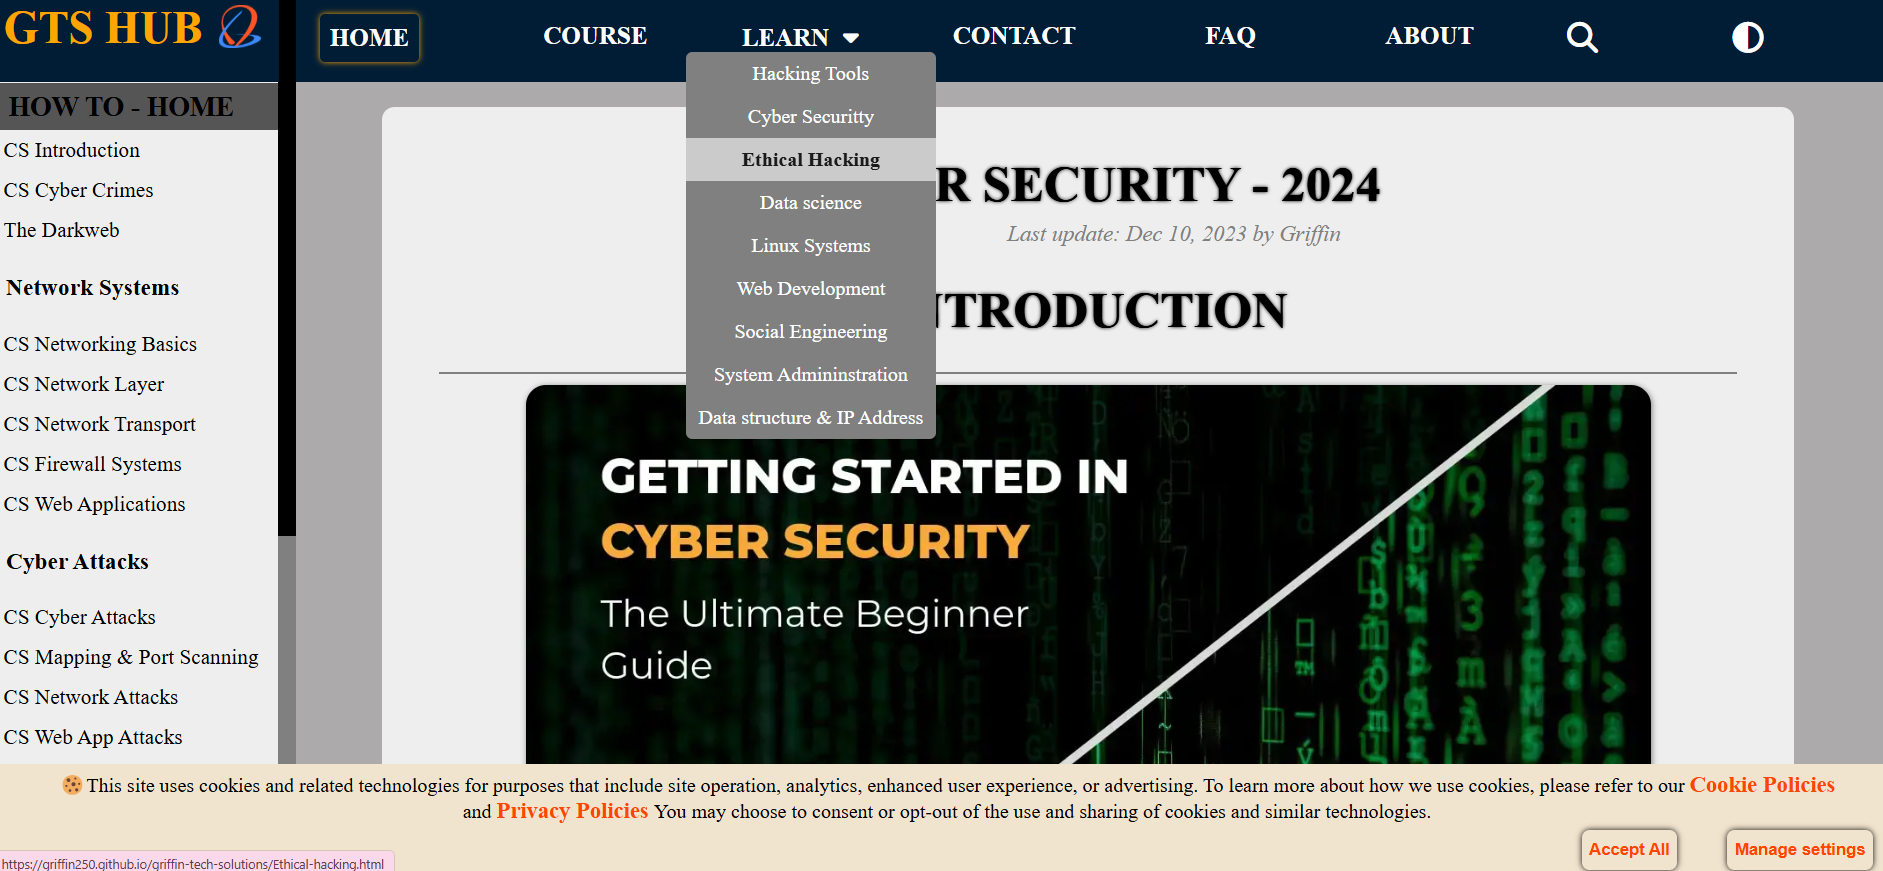 GTS HUB
HOME
COURSE
LEARN
CONTACT
FAQ
ABOUT
Hacking Tools
Cyber Securitty
Ethical Hacking
Data science
Linux Systems
Web Development
Social Engineering
System Admininstration
Data structure & IP Address
HOW TO - HOME
CS Introduction
CS Cyber Crimes
The Darkweb
Network Systems
CS Networking Basics
CS Network Layer
CS Network Transport
CS Firewall Systems
CS Web Applications
Cyber Attacks
CS Cyber Attacks
CS Mapping & Port Scanning
CS Network Attacks
CS Web App Attacks
R SECURITY - 2024
Last update: Dec 10, 2023 by Griffin
NTRODUCTION
GETTING STARTED IN
CYBER SECURITY
The Ultimate Beginner
Guide
This site uses cookies and related technologies for purposes that include site operation, analytics, enhanced user experience, or advertising. To learn more about how we use cookies, please refer to our Cookie Policies
and Privacy Policies You may choose to consent or opt-out of the use and sharing of cookies and similar technologies.
Accept All
Manage settings
https://griffin250.github.io/griffin-tech-solutions/Ethical-hacking.html